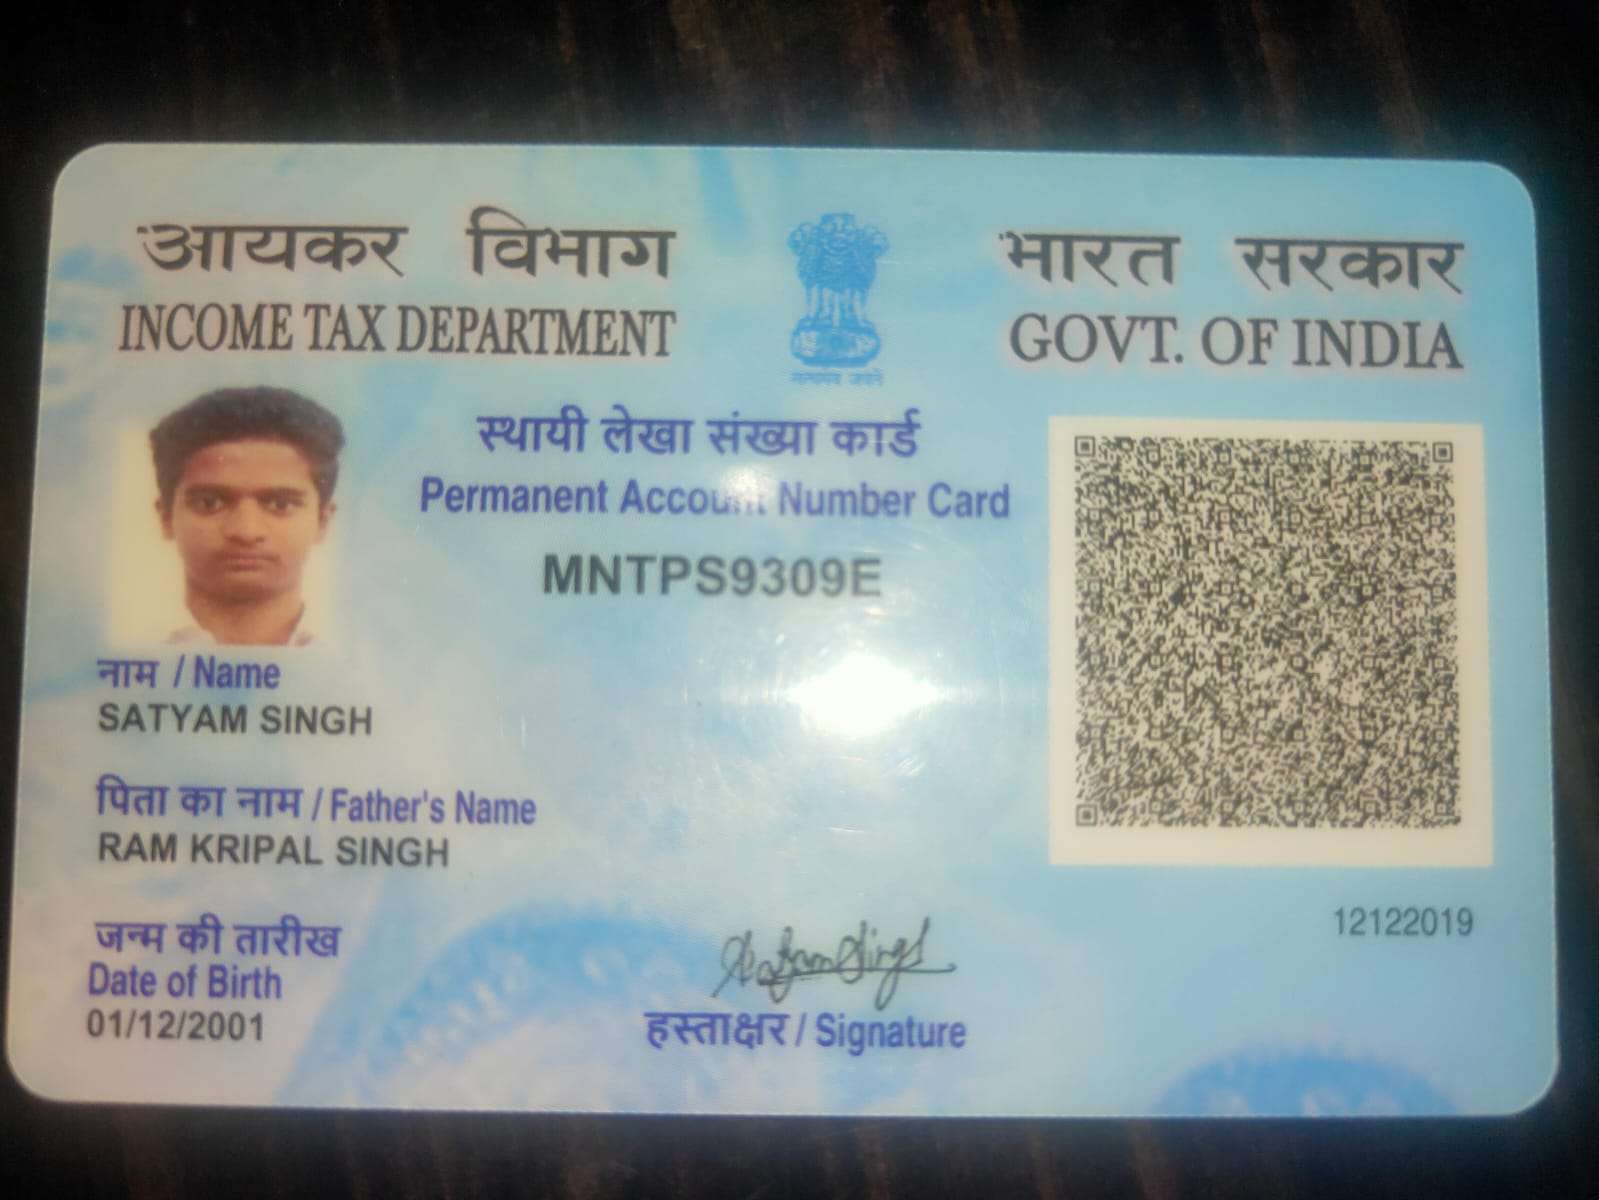 आयकर विभाग
INCOME TAX DEPARTMENT
सत्यमेव जयते
भारत सरकार
GOVT. OF INDIA
स्थायी लेखा संख्या कार्ड
Permanent Account Number Card
MNTPS9309E
नाम / Name
SATYAM SINGH
पिता का नाम / Father's Name
RAM KRIPAL SINGH
जन्म की तारीख
Date of Birth
01/12/2001
Satyam Singh
हस्ताक्षर / Signature
12122019